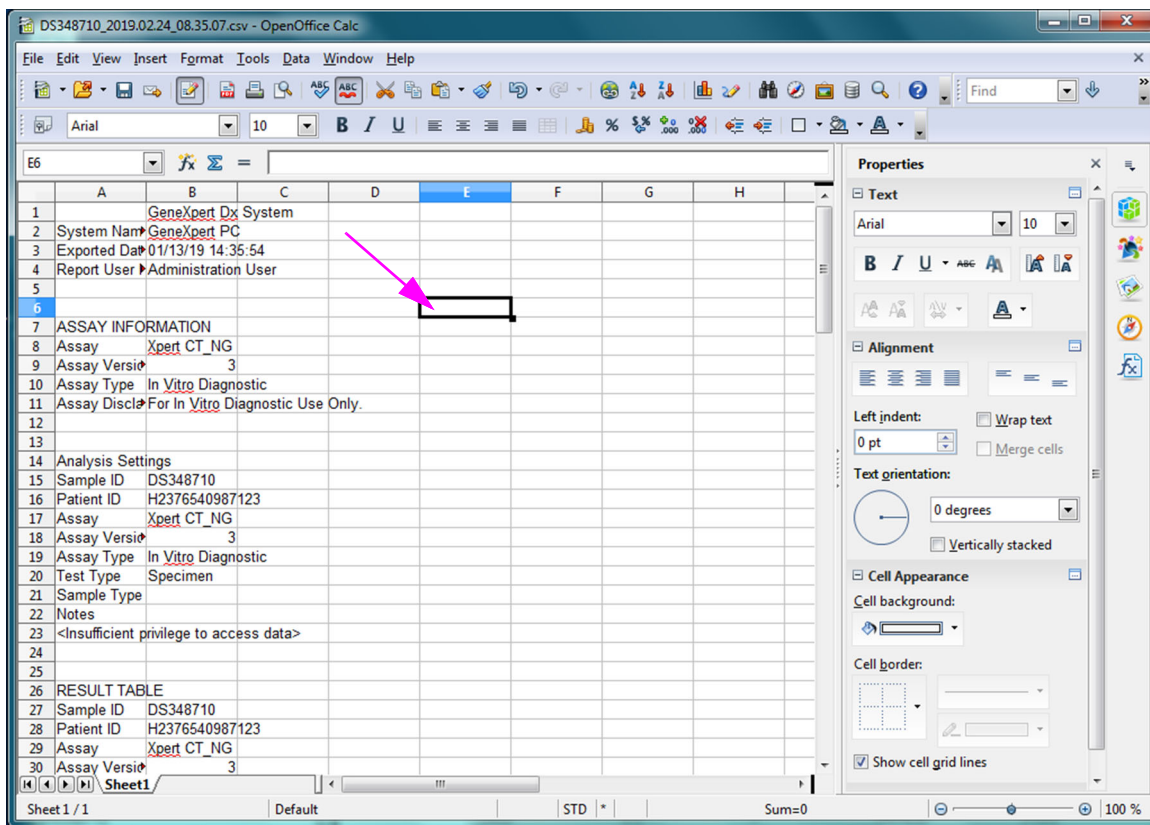 DS348710_2019.02.24_08.35.07.csv - OpenOffice Calc
File Edit View Insert Format Tools Data Window Help
ABC ABC Find
Arial 10 B I U
E6
A B C D E F G H
1 GeneXpert Dx System
2 System Nam GeneXpert PC
3 Exported Dat 01/13/19 14:35:54
4 Report User Administration User
5
6
7 ASSAY INFORMATION
8 Assay Xpert CT_NG
9 Assay Versio 3
10 Assay Type In Vitro Diagnostic
11 Assay Discla For In Vitro Diagnostic Use Only.
12
13
14 Analysis Settings
15 Sample ID DS348710
16 Patient ID H2376540987123
17 Assay Xpert CT_NG
18 Assay Versio 3
19 Assay Type In Vitro Diagnostic
20 Test Type Specimen
21 Sample Type
22 Notes
23 <Insufficient privilege to access data>
24
25
26 RESULT TABLE
27 Sample ID DS348710
28 Patient ID H2376540987123
29 Assay Xpert CT_NG
30 Assay Versio 3
Sheet1
Sheet 1 / 1 Default STD * Sum=0 100 %
Properties
Text
Arial 10
B I U ABC
Alignment
Left indent:
Wrap text
0 pt
Merge cells
Text orientation:
0 degrees
Vertically stacked
Cell Appearance
Cell background:
Cell border:
Show cell grid lines